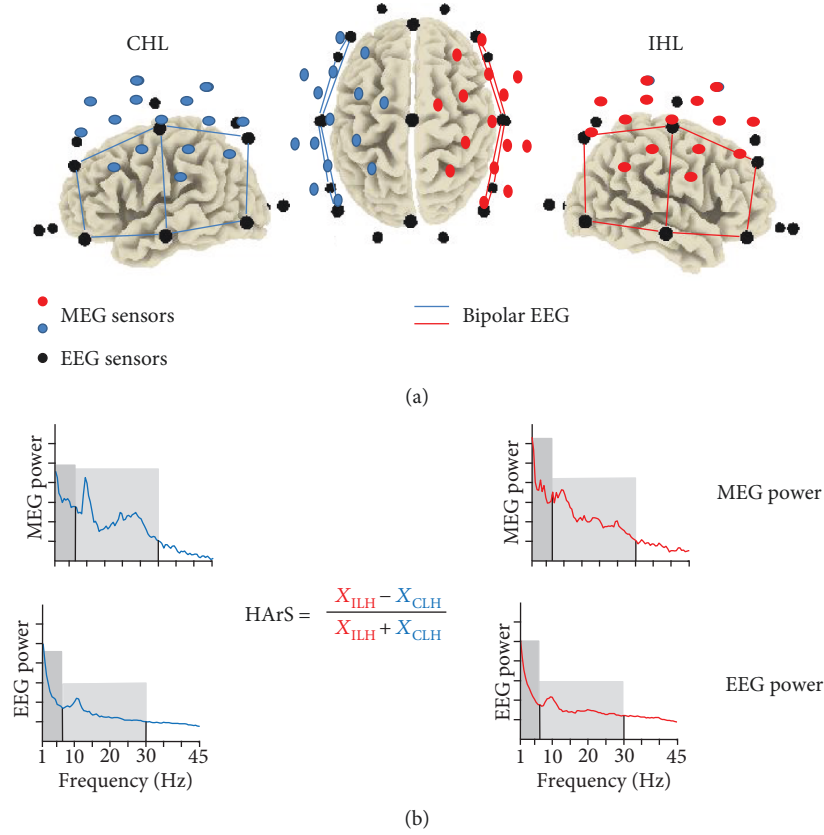 CHL
IHL
MEG sensors
EEG sensors
Bipolar EEG
(a)
MEG power
MEG power
MEG power
HArS = X_ILH − X_CLH / X_ILH + X_CLH
EEG power
EEG power
EEG power
1 10 20 30 45
Frequency (Hz)
1 10 20 30 45
Frequency (Hz)
(b)